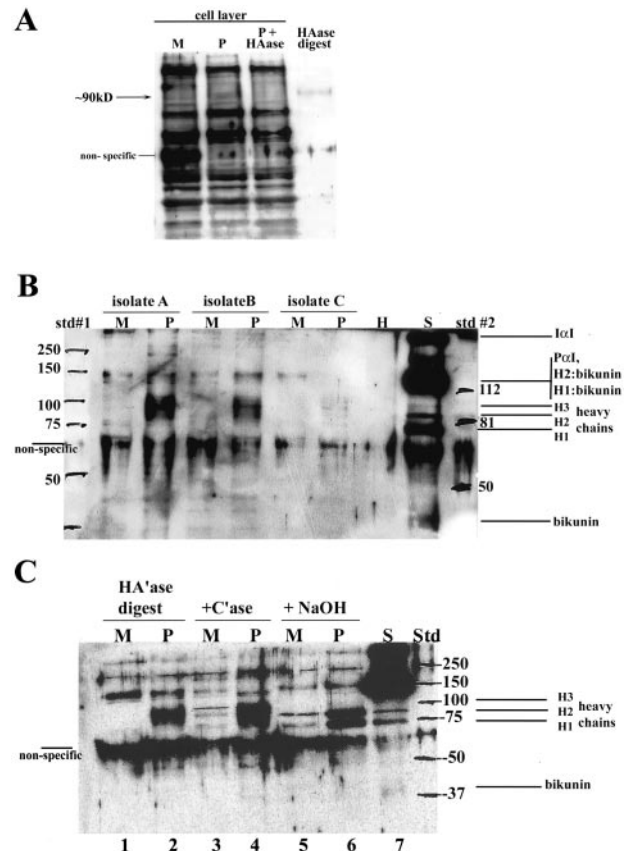 A
cell layer
M P P + HAase HAase digest
~90kD
non- specific
B
isolate A isolateB isolate C
std#1 M P M P M P H S std #2
250
150
100
75
non-specific
50
IαI
PαI,
H2:bikunin
H1:bikunin
112
H3
H2 heavy
81
H1 chains
50
bikunin
C
HA'ase
digest +C'ase + NaOH
M P M P M P S Std
250
150
100
-75
-50
-37
non-specific
H3
H2 heavy
H1 chains
bikunin
1 2 3 4 5 6 7